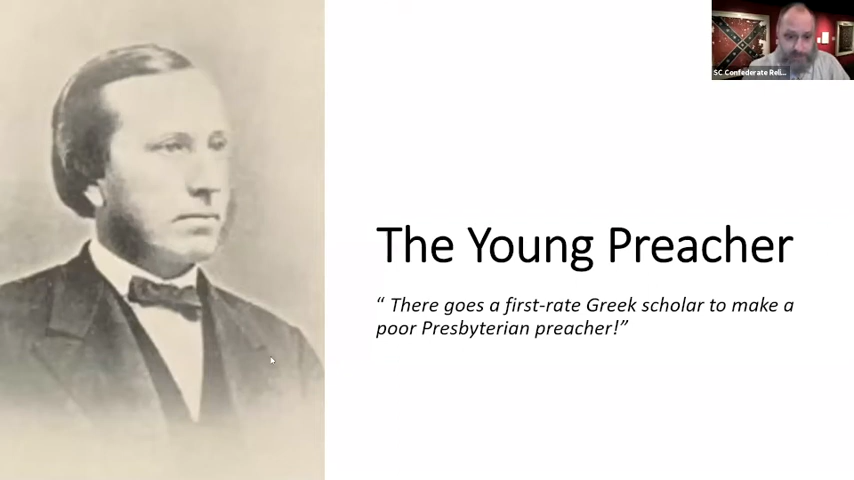 SC Confederate Reli...
The Young Preacher
“ There goes a first-rate Greek scholar to make a
poor Presbyterian preacher!”